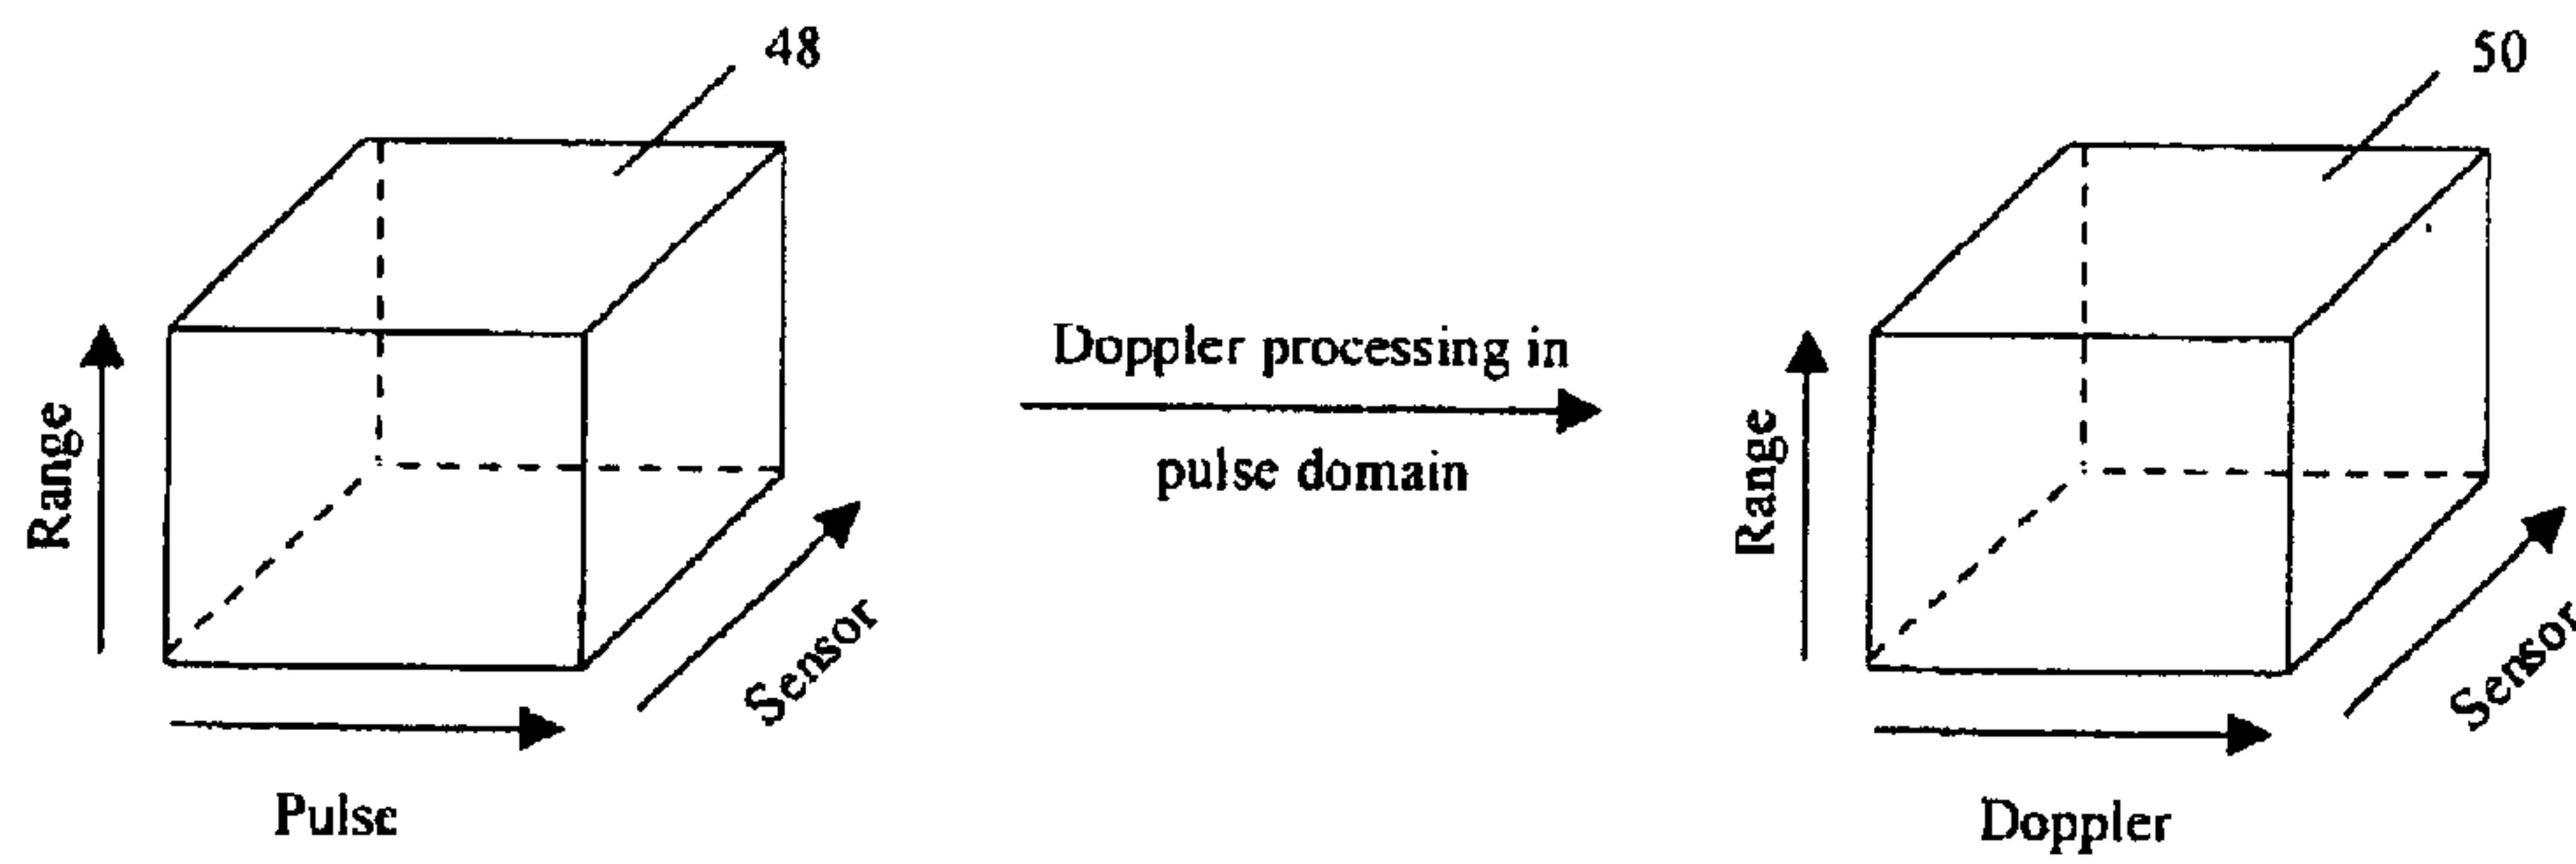 48
50
Range
Sensor
Pulse
Doppler processing in
pulse domain
Range
Sensor
Doppler